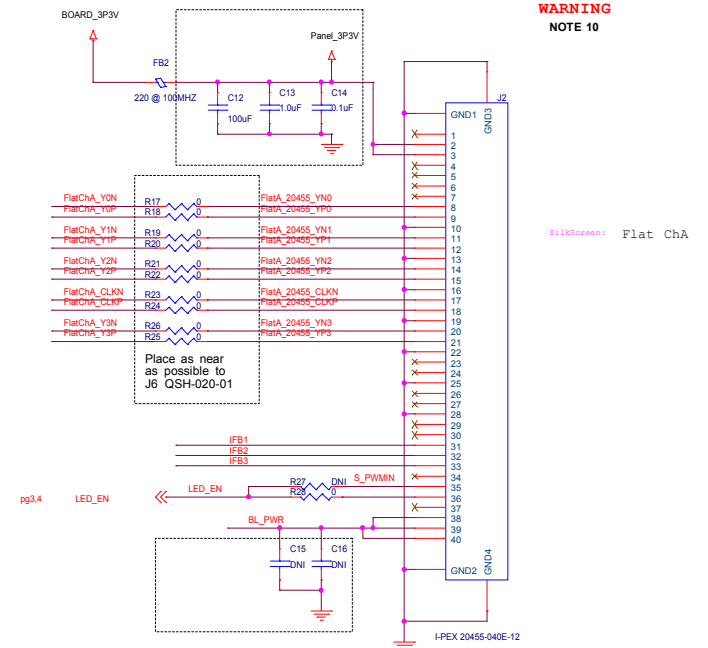 WARNING
NOTE 10
BOARD_3P3V
Panel_3P3V
FB2
220 @ 100MHZ
C12
100uF
C13
1.0uF
C14
0.1uF
J2
GND1
GND3
1
2
3
4
5
6
7
8
9
10
11
12
13
14
15
16
17
18
19
20
21
22
23
24
25
26
27
28
29
30
31
32
33
34
35
36
37
38
39
40
GND2
GND4
I-PEX 20455-040E-12
SilkScreen: Flat ChA
FlatChA_Y0N R17 0 FlatA_20455_YN0
FlatChA_Y0P R18 0 FlatA_20455_YP0
FlatChA_Y1N R19 0 FlatA_20455_YN1
FlatChA_Y1P R20 0 FlatA_20455_YP1
FlatChA_Y2N R21 0 FlatA_20455_YN2
FlatChA_Y2P R22 0 FlatA_20455_YP2
FlatChA_CLKN R23 0 FlatA_20455_CLKN
FlatChA_CLKP R24 0 FlatA_20455_CLKP
FlatChA_Y3N R26 0 FlatA_20455_YN3
FlatChA_Y3P R25 0 FlatA_20455_YP3
Place as near
as possible to
J6 QSH-020-01
IFB1
IFB2
IFB3
R27 DNI S_PWMIN
R28 0
pg3,4 LED_EN LED_EN
BL_PWR
C15
DNI
C16
DNI